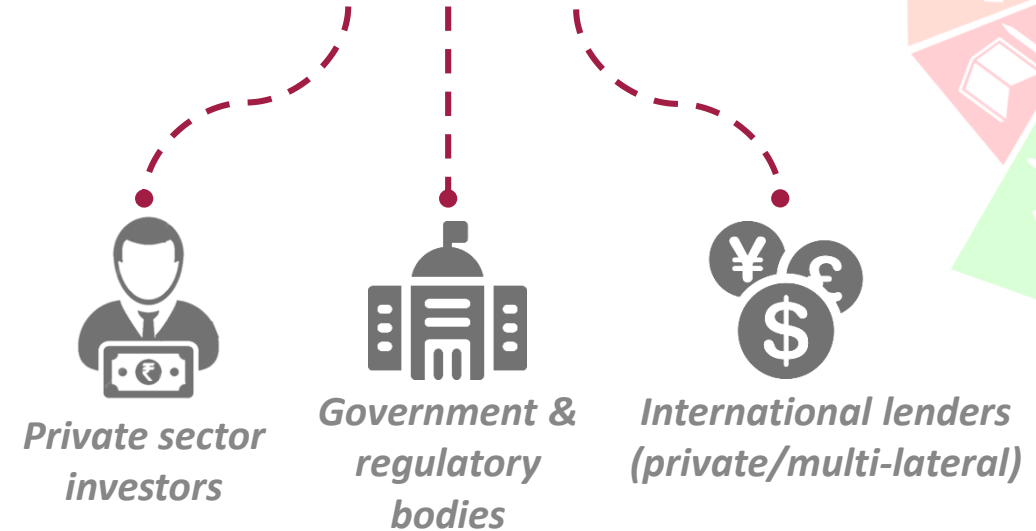 Private sector
investors
Government &
regulatory
bodies
International lenders
(private/multi-lateral)
₹
¥
£
$